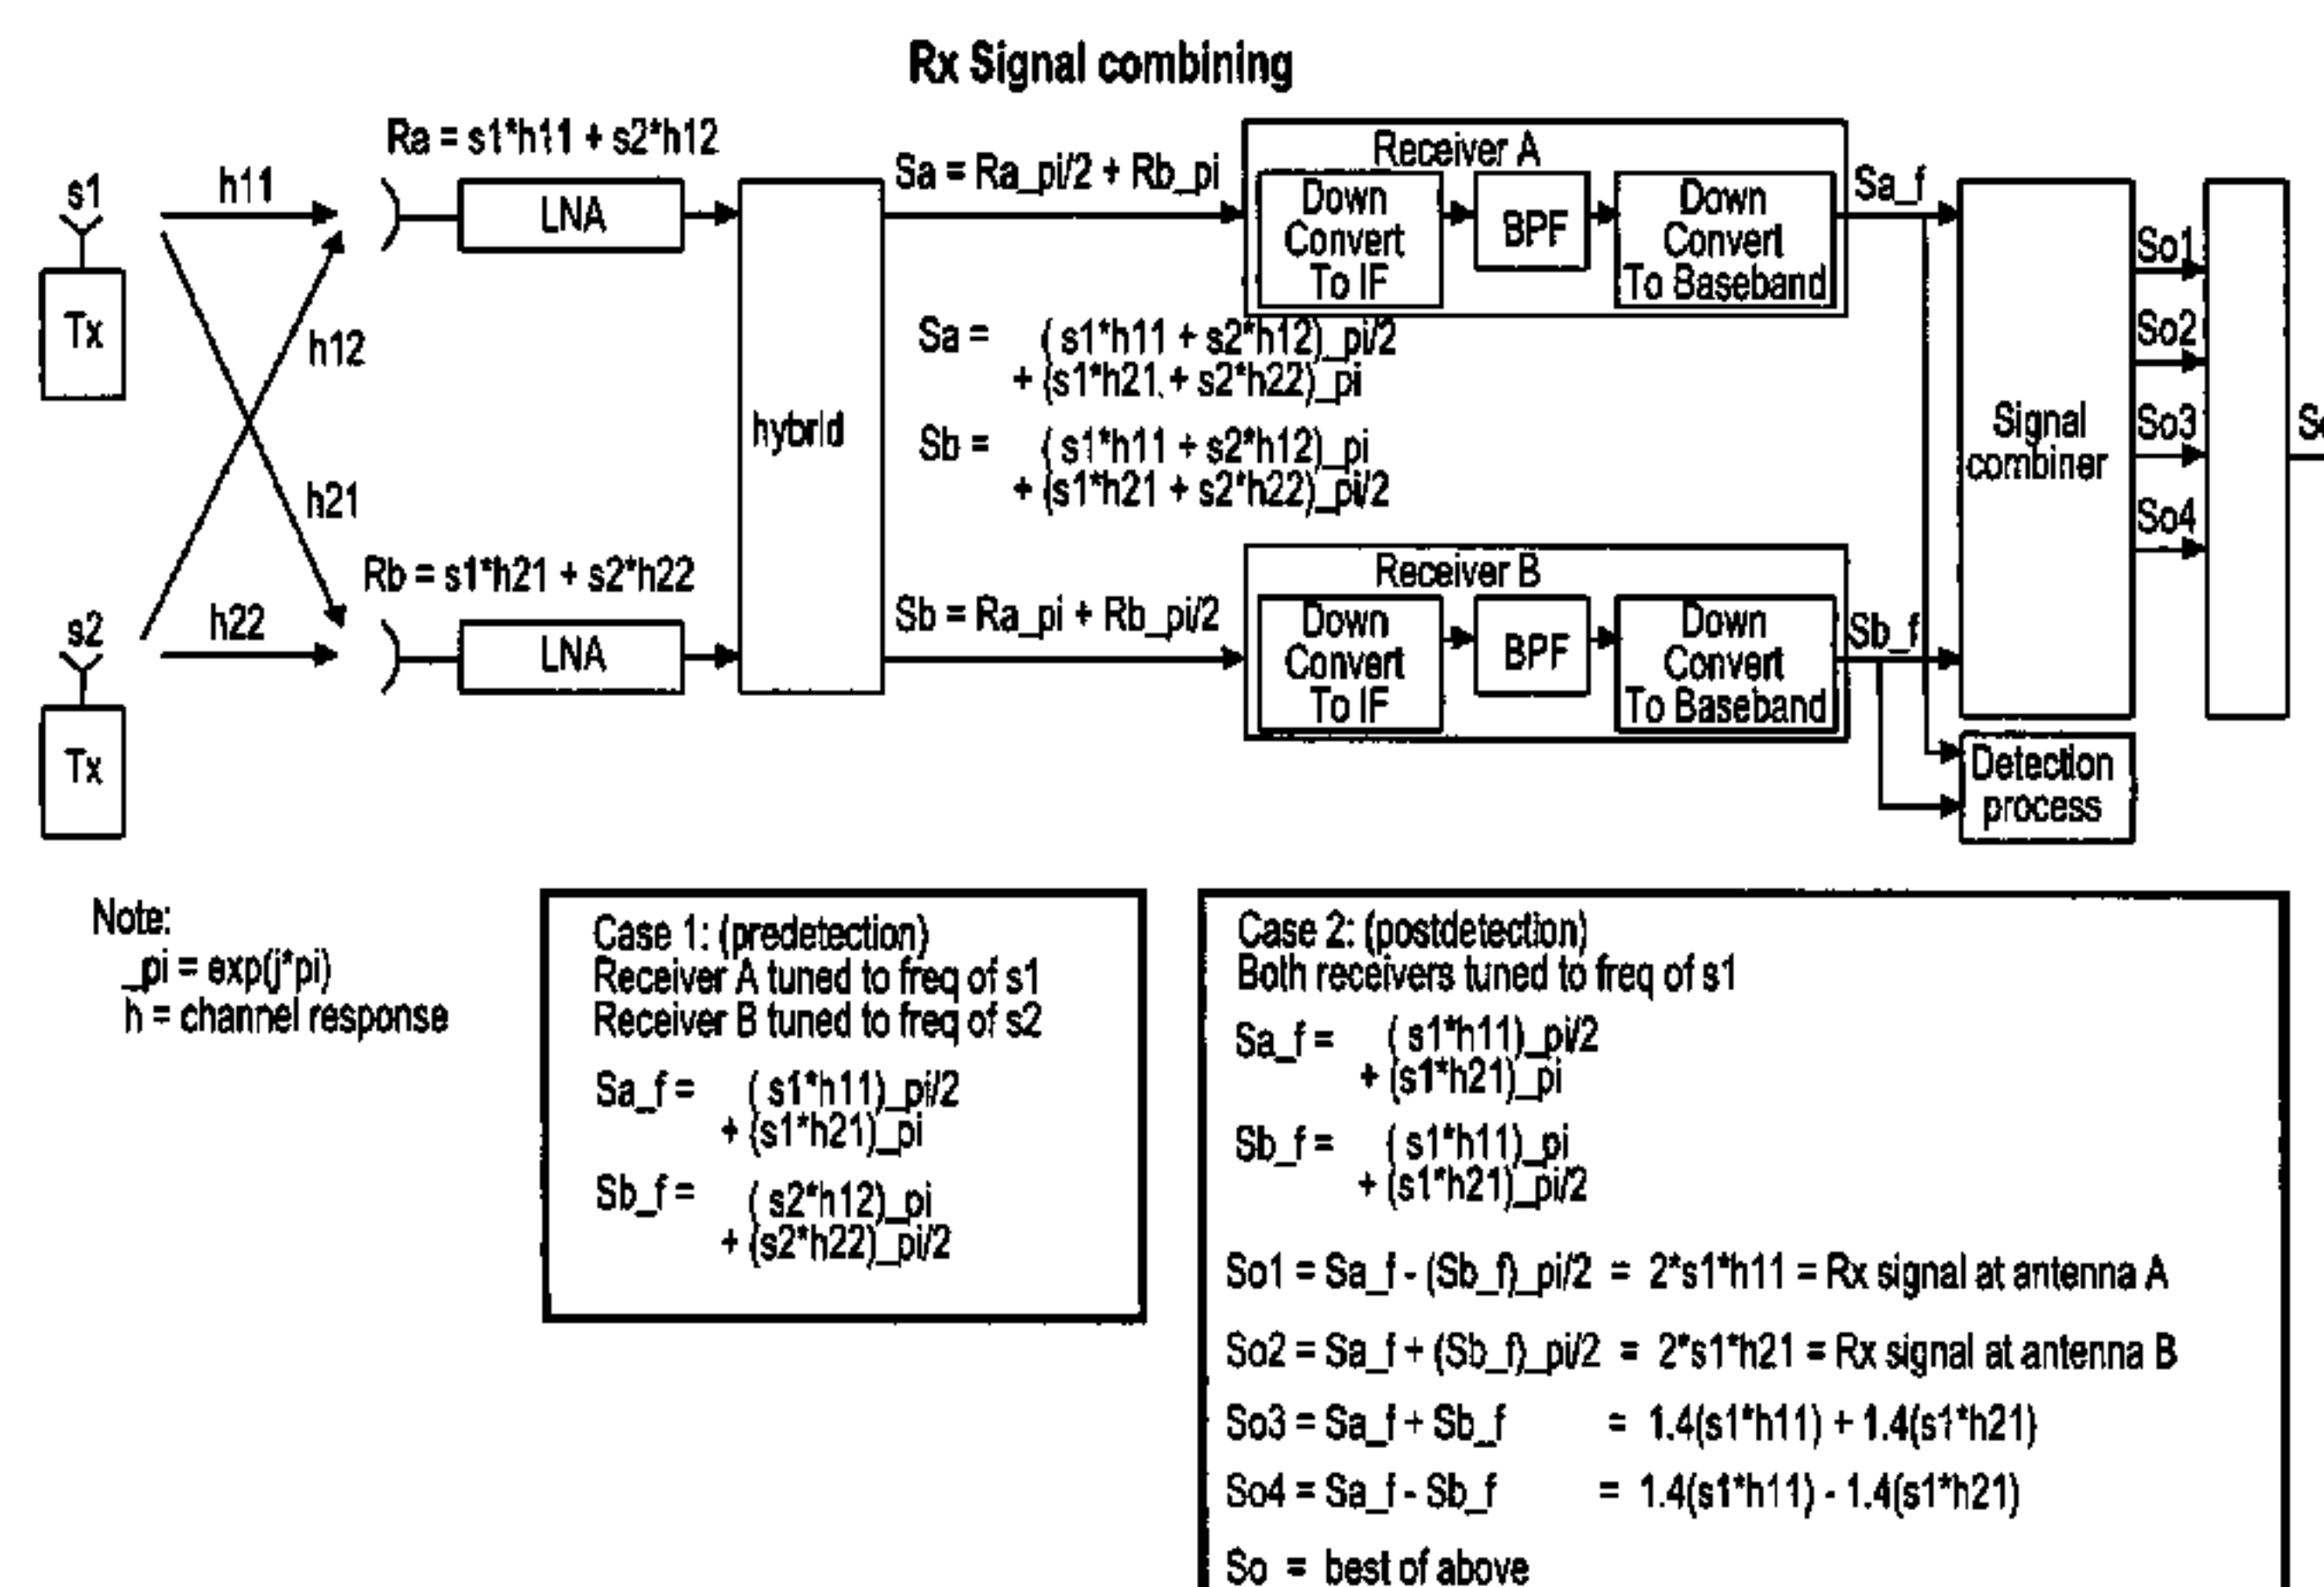 Rx Signal combining
Ra = s1*h11 + s2*h12
s1
h11
LNA
Tx
h12
h21
Rb = s1*h21 + s2*h22
s2
h22
LNA
Tx
hybrid
Sa = Ra_pi/2 + Rb_pi
Sa = ( s1*h11 + s2*h12)_pi/2
+ (s1*h21 + s2*h22)_pi
Sb = ( s1*h11 + s2*h12)_pi
+ (s1*h21 + s2*h22)_pi/2
Sb = Ra_pi + Rb_pi/2
Receiver A
Down
Convert
To IF
BPF
Down
Convert
To Baseband
Sa_f
Receiver B
Down
Convert
To IF
BPF
Down
Convert
To Baseband
Sb_f
Signal
combiner
So1
So2
So3
So4
Detection
process
Note:
_pi = exp(j*pi)
h = channel response
Case 1: (predetection)
Receiver A tuned to freq of s1
Receiver B tuned to freq of s2
Sa_f = ( s1*h11)_pi/2
+ (s1*h21)_pi
Sb_f = ( s2*h12)_pi
+ (s2*h22)_pi/2
Case 2: (postdetection)
Both receivers tuned to freq of s1
Sa_f = ( s1*h11)_pi/2
+ (s1*h21)_pi
Sb_f = ( s1*h11)_pi
+ (s1*h21)_pi/2
So1 = Sa_f - (Sb_f)_pi/2 = 2*s1*h11 = Rx signal at antenna A
So2 = Sa_f + (Sb_f)_pi/2 = 2*s1*h21 = Rx signal at antenna B
So3 = Sa_f + Sb_f = 1.4(s1*h11) + 1.4(s1*h21)
So4 = Sa_f - Sb_f = 1.4(s1*h11) - 1.4(s1*h21)
So = best of above